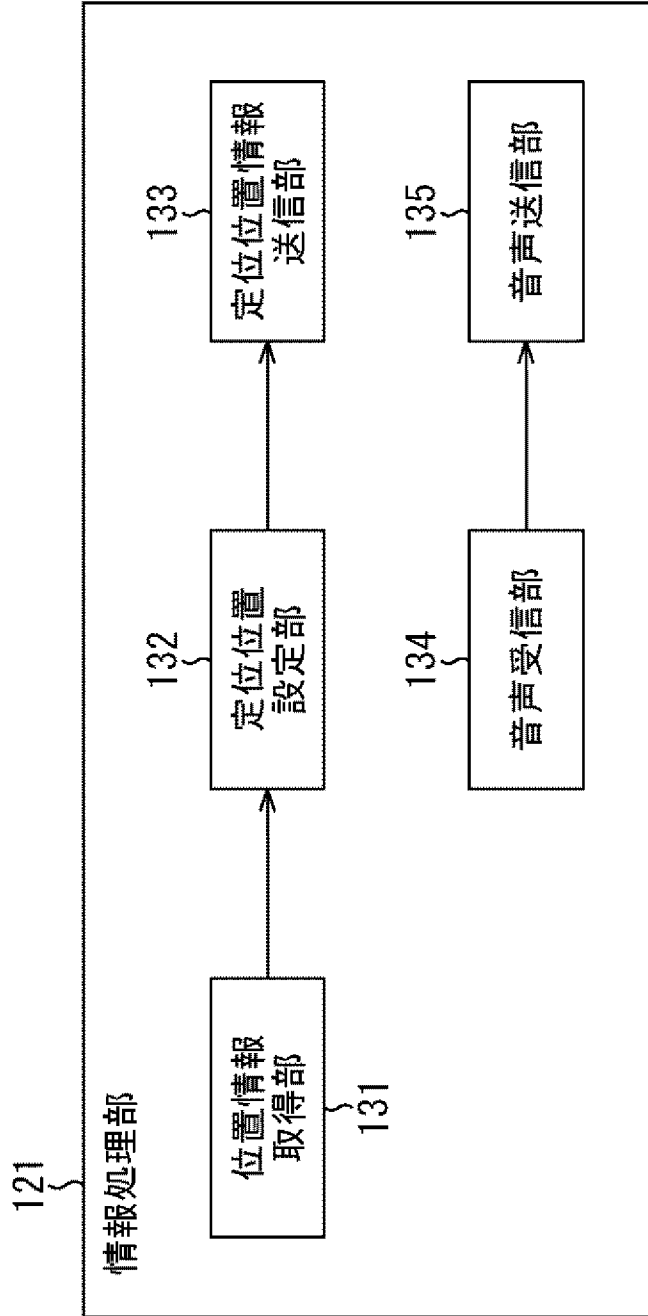 121
情報処理部
位置情報
取得部
131
132
定位位置
設定部
133
定位位置情報
送信部
134
音声受信部
135
音声送信部